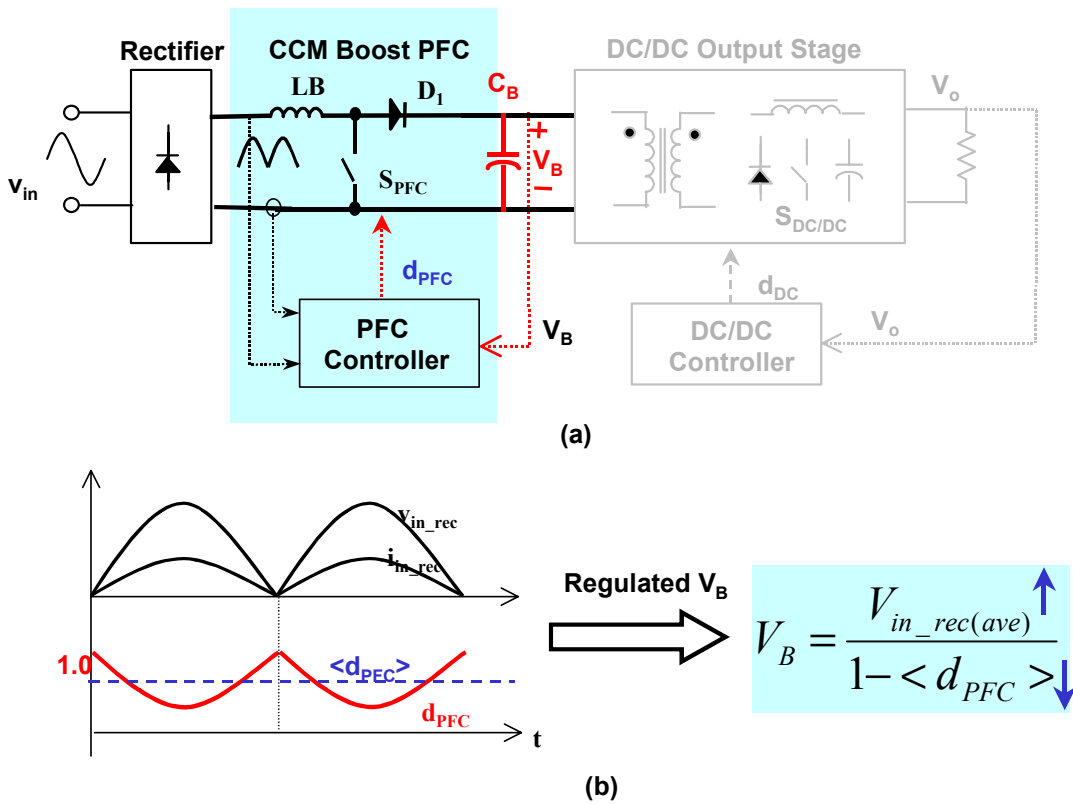 Rectifier
CCM Boost PFC
DC/DC Output Stage
LB
D1
CB
Vo
+
VB
−
vin
SPFC
SDC/DC
dPFC
dDC
PFC
Controller
VB
DC/DC
Controller
Vo
(a)
vin_rec
iin_rec
Regulated VB
VB = Vin_rec(ave) / 1− < dPFC >
1.0
<dPFC>
dPFC
t
(b)